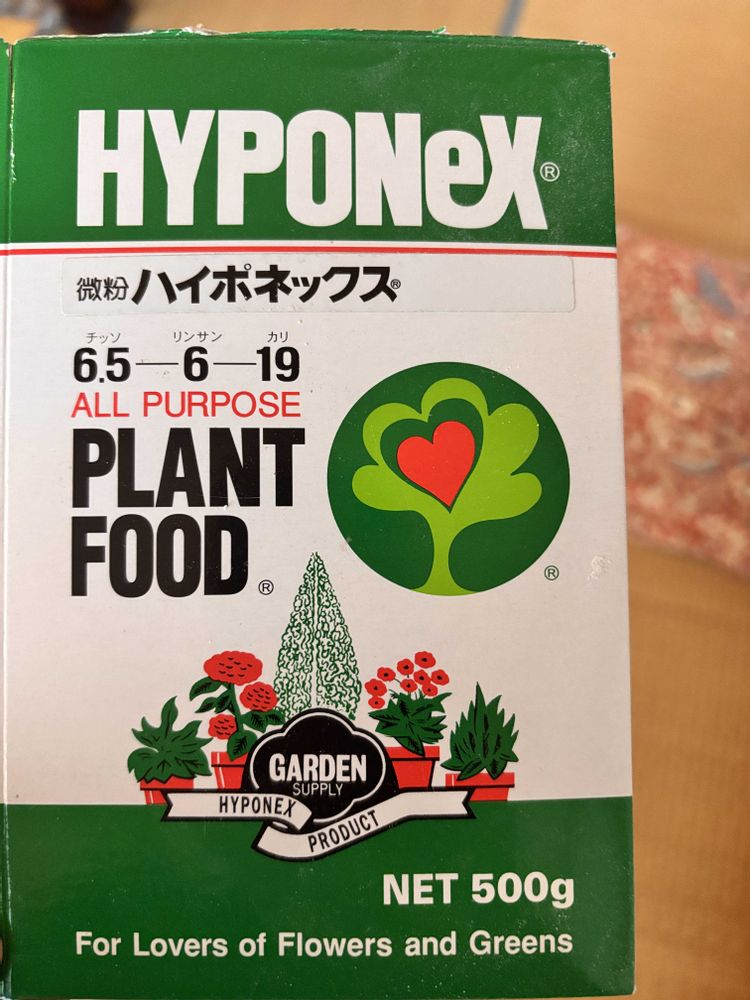 HYPONeX®
微粉ハイポネックス®
チッソ リンサン カリ
6.5—6—19
ALL PURPOSE
PLANT
FOOD®
®
GARDEN
SUPPLY
HYPONEX
PRODUCT
NET 500g
For Lovers of Flowers and Greens